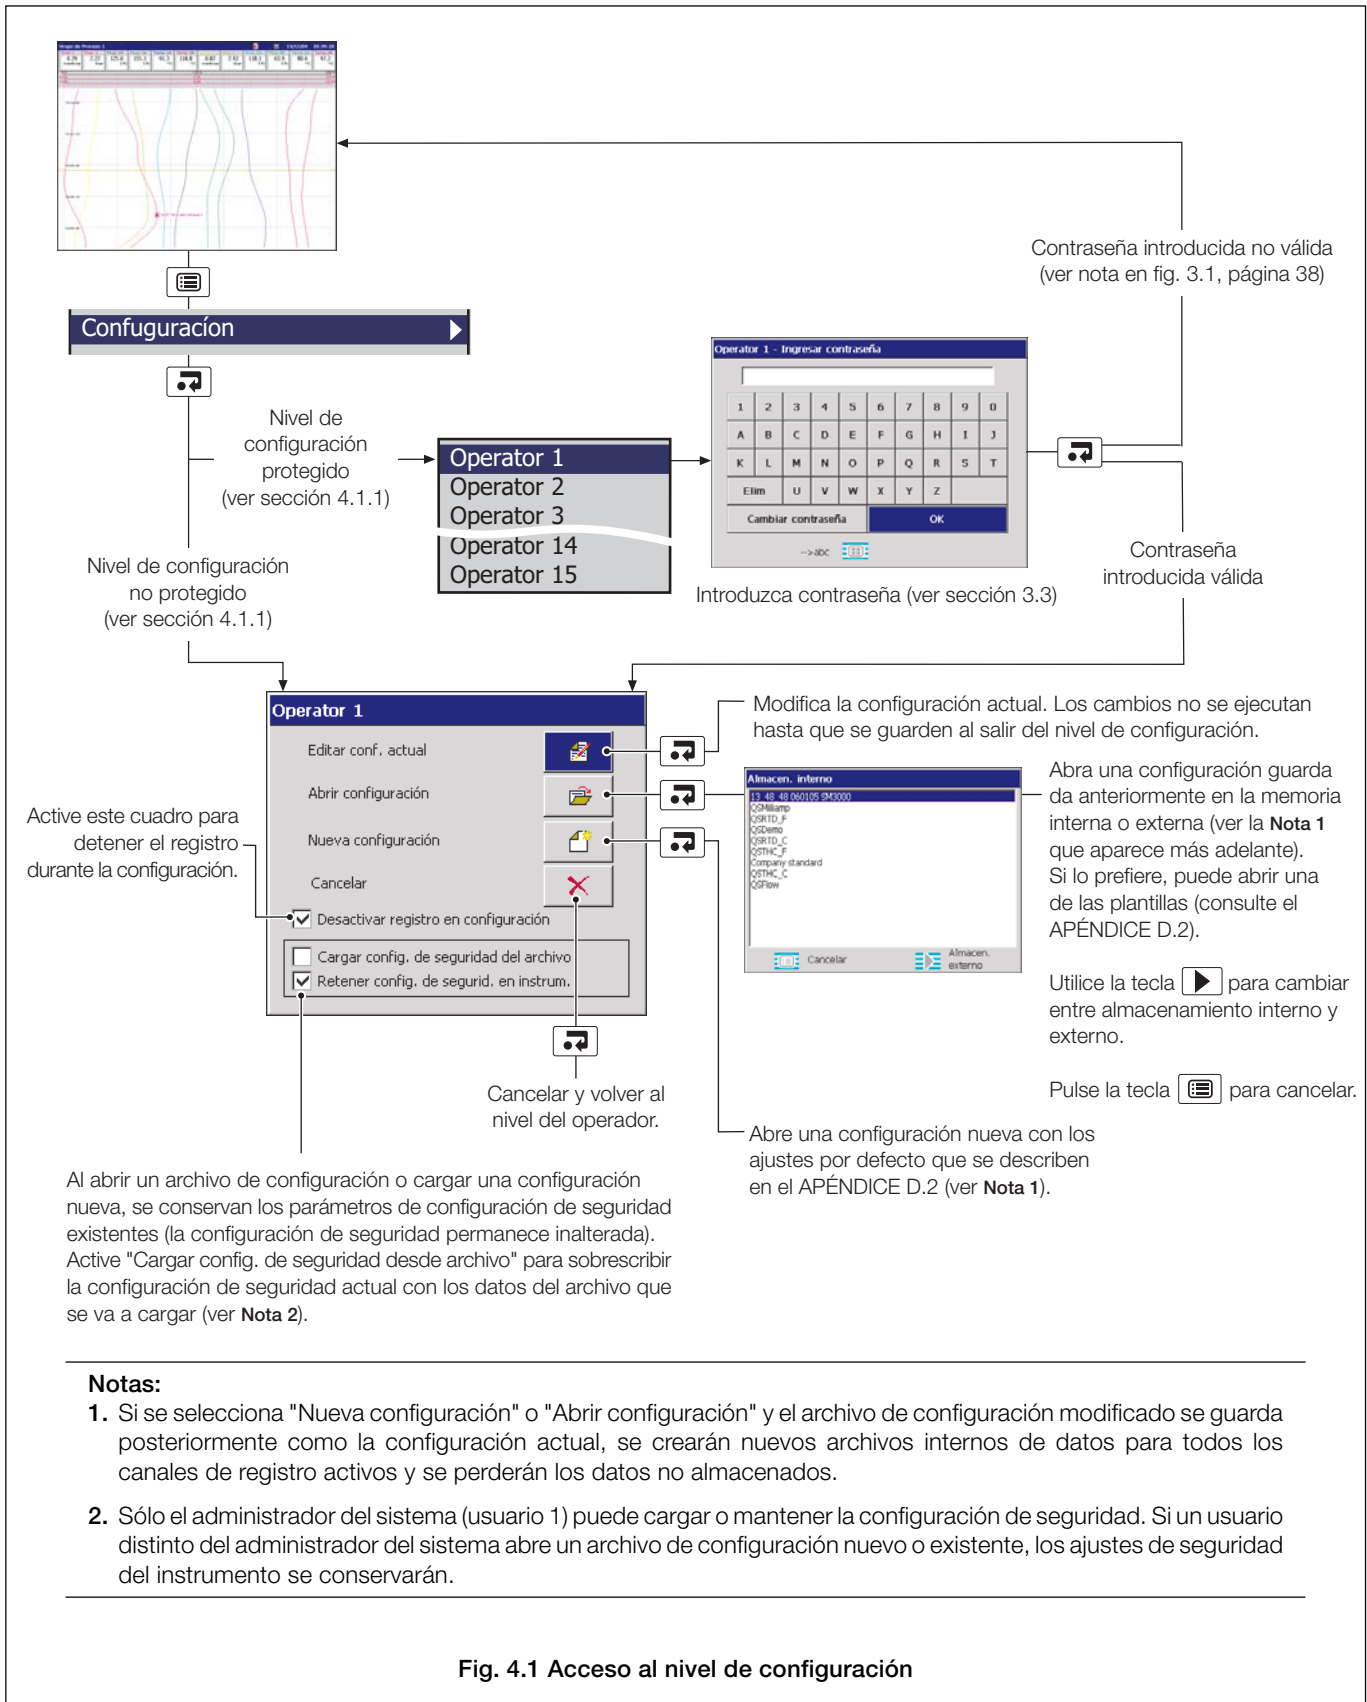 Grupo de Proceso 1
Contraseña introducida no válida
(ver nota en fig. 3.1, página 38)
Confuguracíon
Operator 1 - Ingresar contraseña
1 2 3 4 5 6 7 8 9 0
A B C D E F G H I J
K L M N O P Q R S T
Elim U V W X Y Z
Cambiar contraseña OK
-->abc
Nivel de
configuración
protegido
(ver sección 4.1.1)
Operator 1
Operator 2
Operator 3
Operator 14
Operator 15
Introduzca contraseña (ver sección 3.3)
Contraseña
introducida válida
Nivel de configuración
no protegido
(ver sección 4.1.1)
Operator 1
Editar conf. actual
Abrir configuración
Nueva configuración
Cancelar
Desactivar registro en configuración
Cargar config. de seguridad del archivo
Retener config. de segurid. en instrum.
Modifica la configuración actual. Los cambios no se ejecutan
hasta que se guarden al salir del nivel de configuración.
Almacen. interno
13 48 48 060105 SM3000
QSMilliamp
QSRTD_F
QSDemo
QSRTD_C
QSTHC_F
Company standard
QSTHC_C
QSFlow
Cancelar
Almacen.
externo
Abra una configuración guarda
da anteriormente en la memoria
interna o externa (ver la Nota 1
que aparece más adelante).
Si lo prefiere, puede abrir una
de las plantillas (consulte el
APÉNDICE D.2).
Utilice la tecla para cambiar
entre almacenamiento interno y
externo.
Pulse la tecla para cancelar.
Active este cuadro para
detener el registro
durante la configuración.
Cancelar y volver al
nivel del operador.
Abre una configuración nueva con los
ajustes por defecto que se describen
en el APÉNDICE D.2 (ver Nota 1).
Al abrir un archivo de configuración o cargar una configuración
nueva, se conservan los parámetros de configuración de seguridad
existentes (la configuración de seguridad permanece inalterada).
Active "Cargar config. de seguridad desde archivo" para sobrescribir
la configuración de seguridad actual con los datos del archivo que
se va a cargar (ver Nota 2).
Notas:
1. Si se selecciona "Nueva configuración" o "Abrir configuración" y el archivo de configuración modificado se guarda
posteriormente como la configuración actual, se crearán nuevos archivos internos de datos para todos los
canales de registro activos y se perderán los datos no almacenados.
2. Sólo el administrador del sistema (usuario 1) puede cargar o mantener la configuración de seguridad. Si un usuario
distinto del administrador del sistema abre un archivo de configuración nuevo o existente, los ajustes de seguridad
del instrumento se conservarán.
Fig. 4.1 Acceso al nivel de configuración